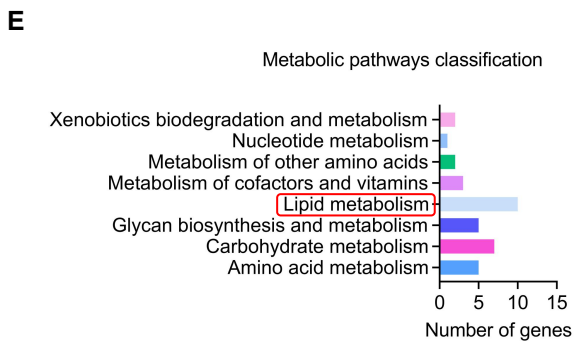 E
Metabolic pathways classification
Xenobiotics biodegradation and metabolism
Nucleotide metabolism
Metabolism of other amino acids
Metabolism of cofactors and vitamins
Lipid metabolism
Glycan biosynthesis and metabolism
Carbohydrate metabolism
Amino acid metabolism
0 5 10 15
Number of genes